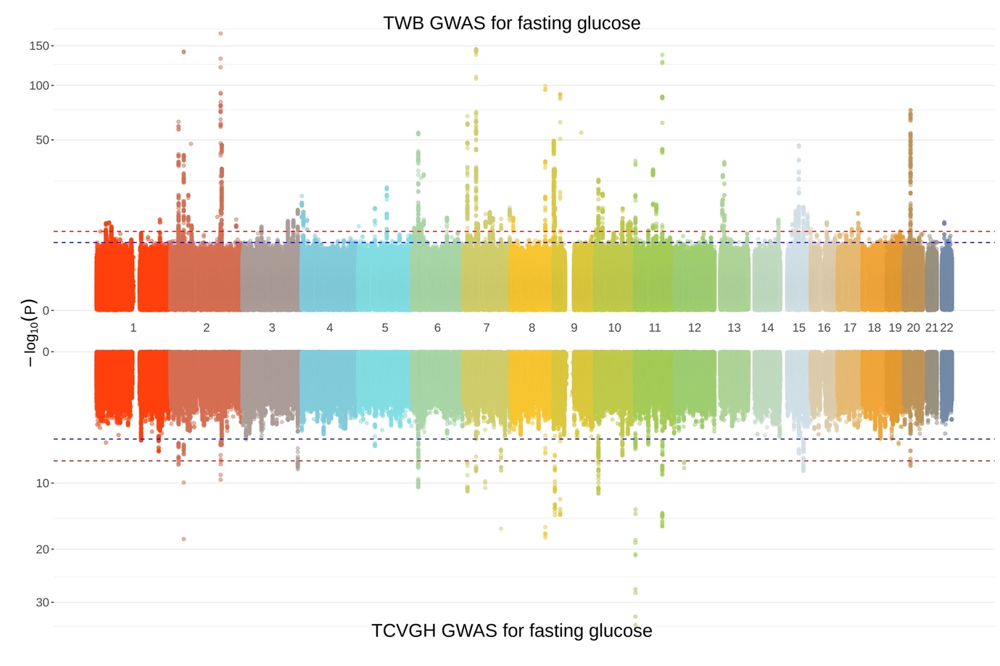 TWB GWAS for fasting glucose
150
100
50
0
1 2 3 4 5 6 7 8 9 10 11 12 13 14 15 16 17 18 19 20 21 22
−log10(P)
0
10
20
30
TCVGH GWAS for fasting glucose